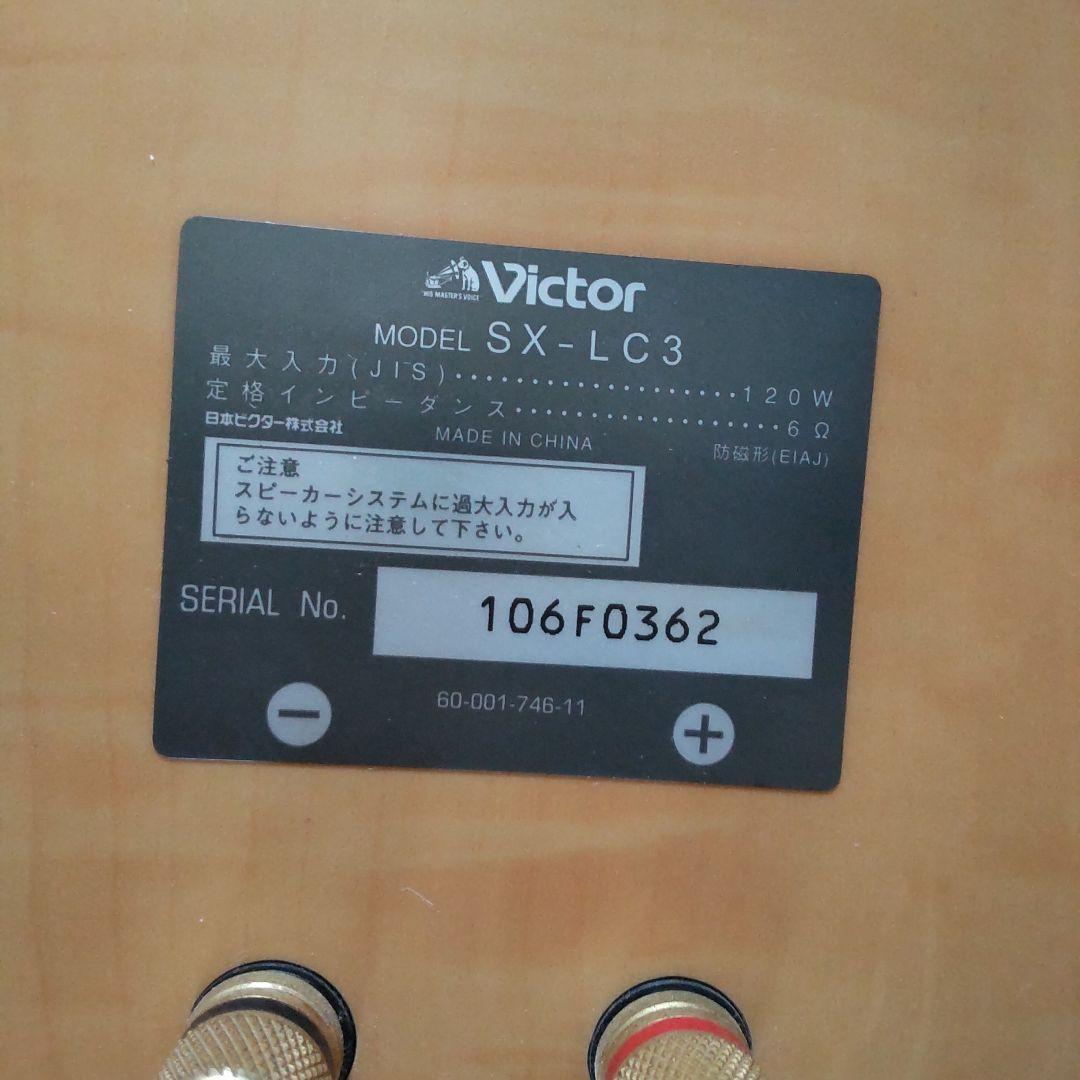 "HIS MASTER'S VOICE" Victor
MODEL SX-LC3
最大入力(JIS)····················120W
定格インピーダンス····················6Ω
日本ビクター株式会社 MADE IN CHINA 防磁形(EIAJ)
ご注意
スピーカーシステムに過大入力が入
らないように注意して下さい。
SERIAL No. 106F0362
60-001-746-11
− +